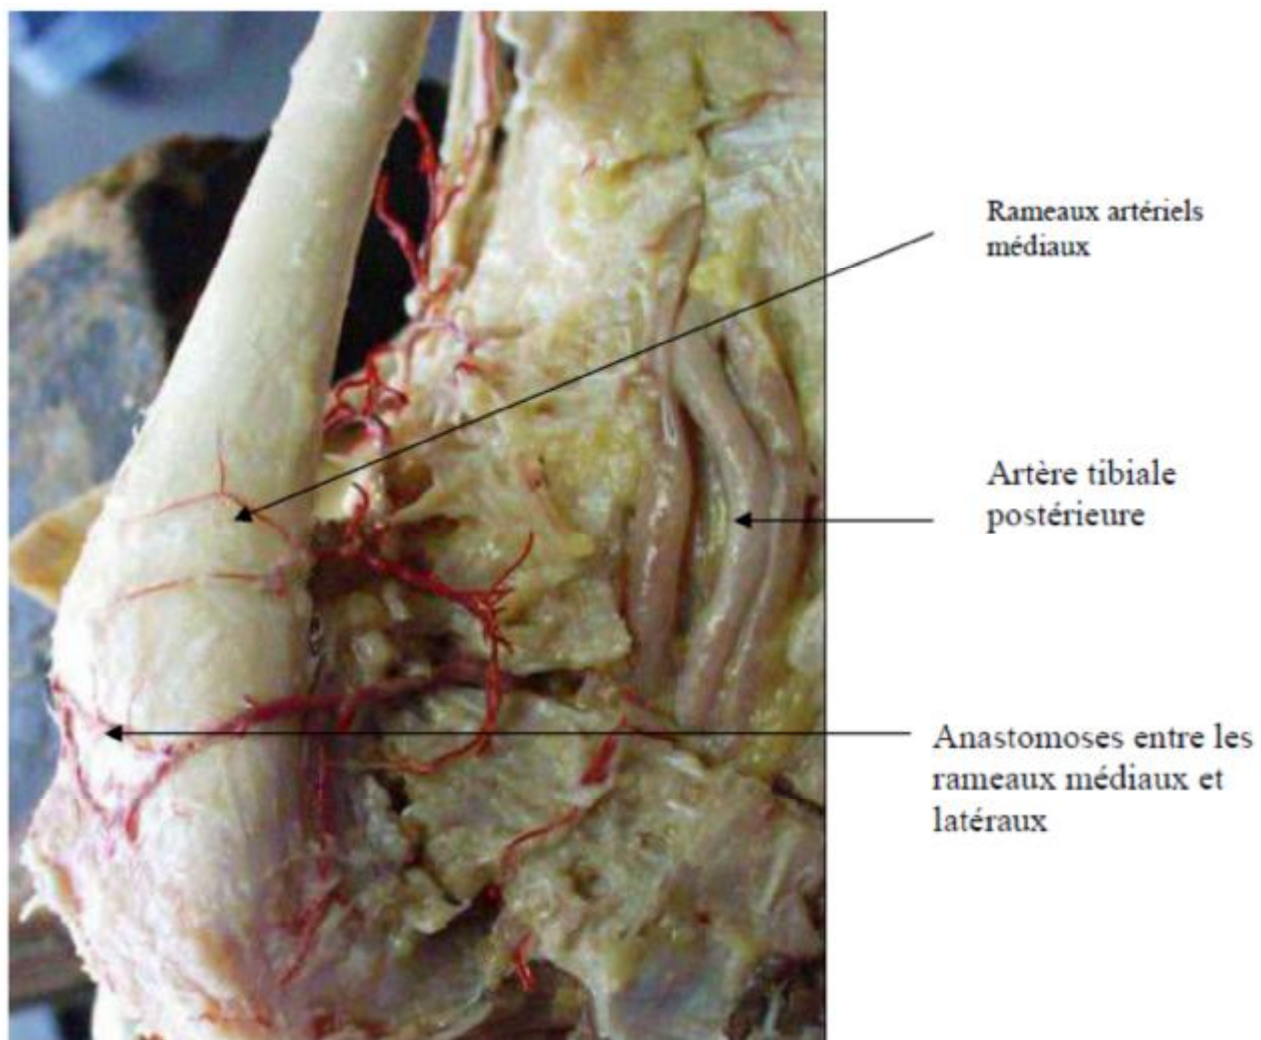 Rameaux artériels
médiaux
Artère tibiale
postérieure
Anastomoses entre les
rameaux médiaux et
latéraux